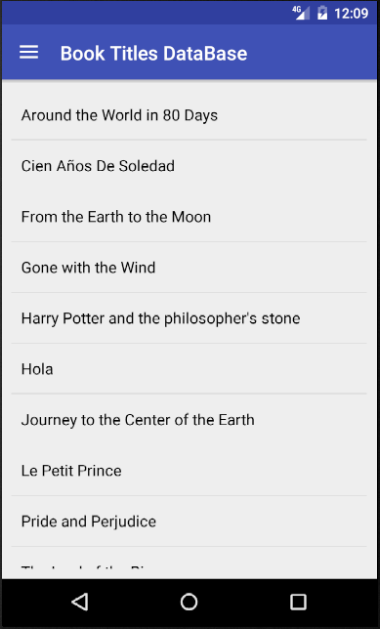 4G 12:09
Book Titles DataBase
Around the World in 80 Days
Cien Años De Soledad
From the Earth to the Moon
Gone with the Wind
Harry Potter and the philosopher's stone
Hola
Journey to the Center of the Earth
Le Petit Prince
Pride and Perjudice